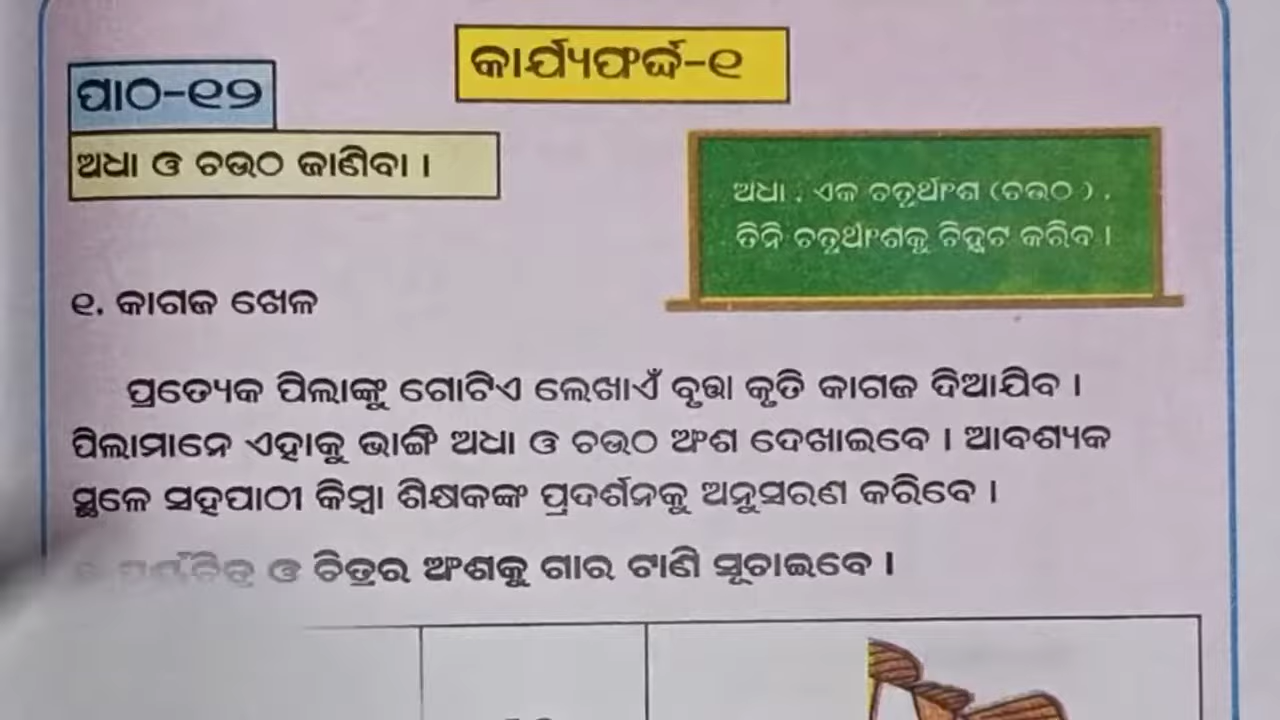 କାର୍ଯ୍ୟଫର୍ଦ୍ଦ-୧
ପାଠ-୧୨
ଅଧା ଓ ଚଉଠ ଜାଣିବା ।
ଅଧା , ଏକ ଚତୁର୍ଥାଂଶ (ଚଉଠ ) ,
ତିନି ଚତୁର୍ଥାଂଶକୁ ଚିହ୍ନଟ କରିବ ।
୧. କାଗଜ ଖେଳ
ପ୍ରତ୍ୟେକ ପିଲାଙ୍କୁ ଗୋଟିଏ ଲେଖାଏଁ ବୃତ୍ତା କୃତି କାଗଜ ଦିଆଯିବ ।
ପିଲାମାନେ ଏହାକୁ ଭାଙ୍ଗି ଅଧା ଓ ଚଉଠ ଅଂଶ ଦେଖାଇବେ । ଆବଶ୍ୟକ
ସ୍ଥଳେ ସହପାଠୀ କିମ୍ବା ଶିକ୍ଷକଙ୍କ ପ୍ରଦର୍ଶନକୁ ଅନୁସରଣ କରିବେ ।
ଓ ଚିତ୍ରର ଅଂଶକୁ ଗାର ଟାଣି ସୂଚାଇବେ ।